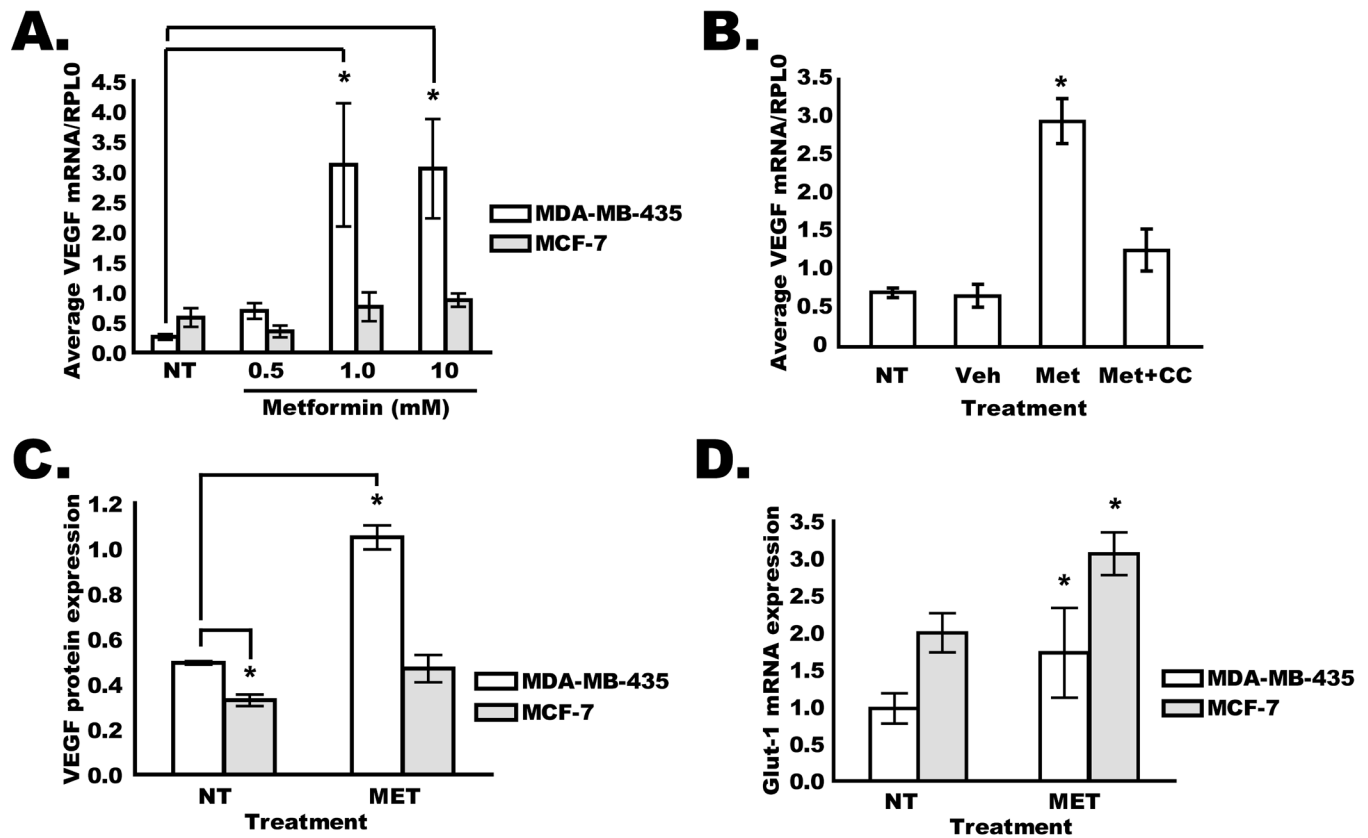 A.
Average VEGF mRNA/RPL0
4.5
4.0
3.5
3.0
2.5
2.0
1.5
1.0
0.5
0.0
* *
NT 0.5 1.0 10
Metformin (mM)
MDA-MB-435
MCF-7
B.
Average VEGF mRNA/RPL0
3.5
3.0
2.5
2.0
1.5
1.0
0.5
0
*
NT Veh Met Met+CC
Treatment
C.
VEGF protein expression
1.2
1.0
0.8
0.6
0.4
0.2
0.0
* *
NT MET
Treatment
MDA-MB-435
MCF-7
D.
Glut-1 mRNA expression
3.5
3.0
2.5
2.0
1.5
1.0
0.5
0.0
* *
NT MET
Treatment
MDA-MB-435
MCF-7